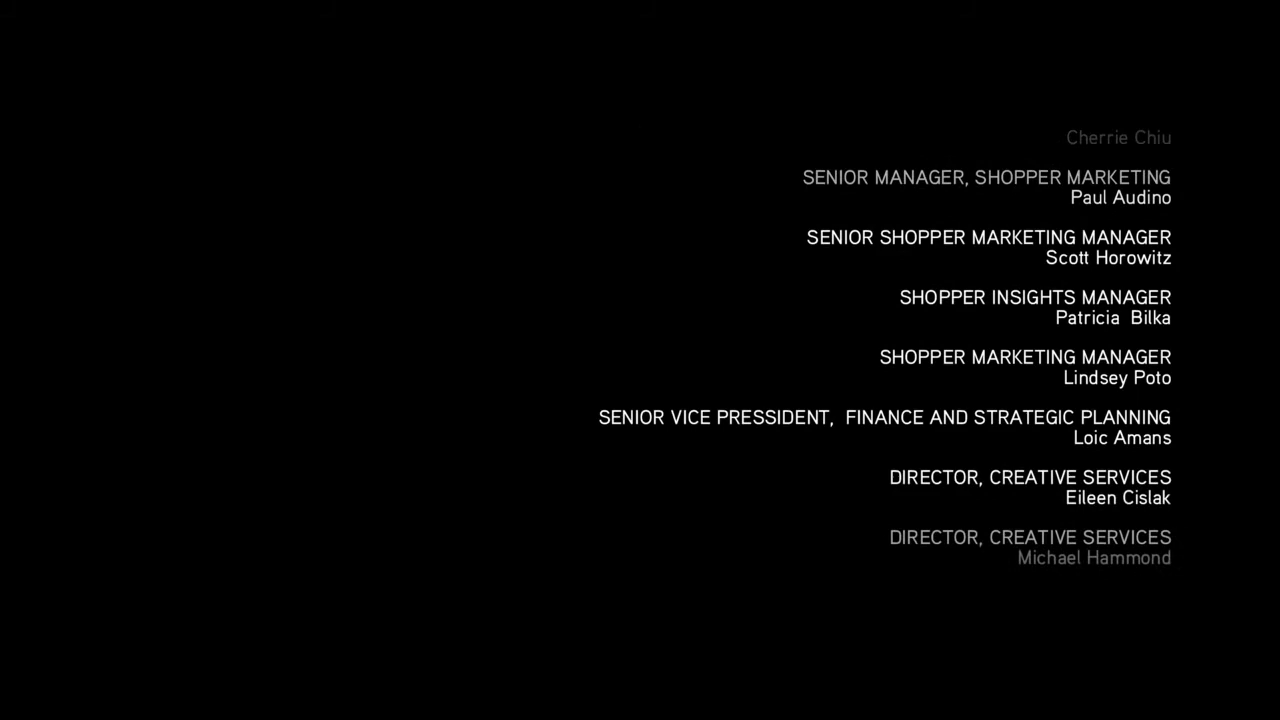 Cherrie Chiu
SENIOR MANAGER, SHOPPER MARKETING
Paul Audino
SENIOR SHOPPER MARKETING MANAGER
Scott Horowitz
SHOPPER INSIGHTS MANAGER
Patricia  Bilka
SHOPPER MARKETING MANAGER
Lindsey Poto
SENIOR VICE PRESSIDENT,  FINANCE AND STRATEGIC PLANNING
Loic Amans
DIRECTOR, CREATIVE SERVICES
Eileen Cislak
DIRECTOR, CREATIVE SERVICES
Michael Hammond